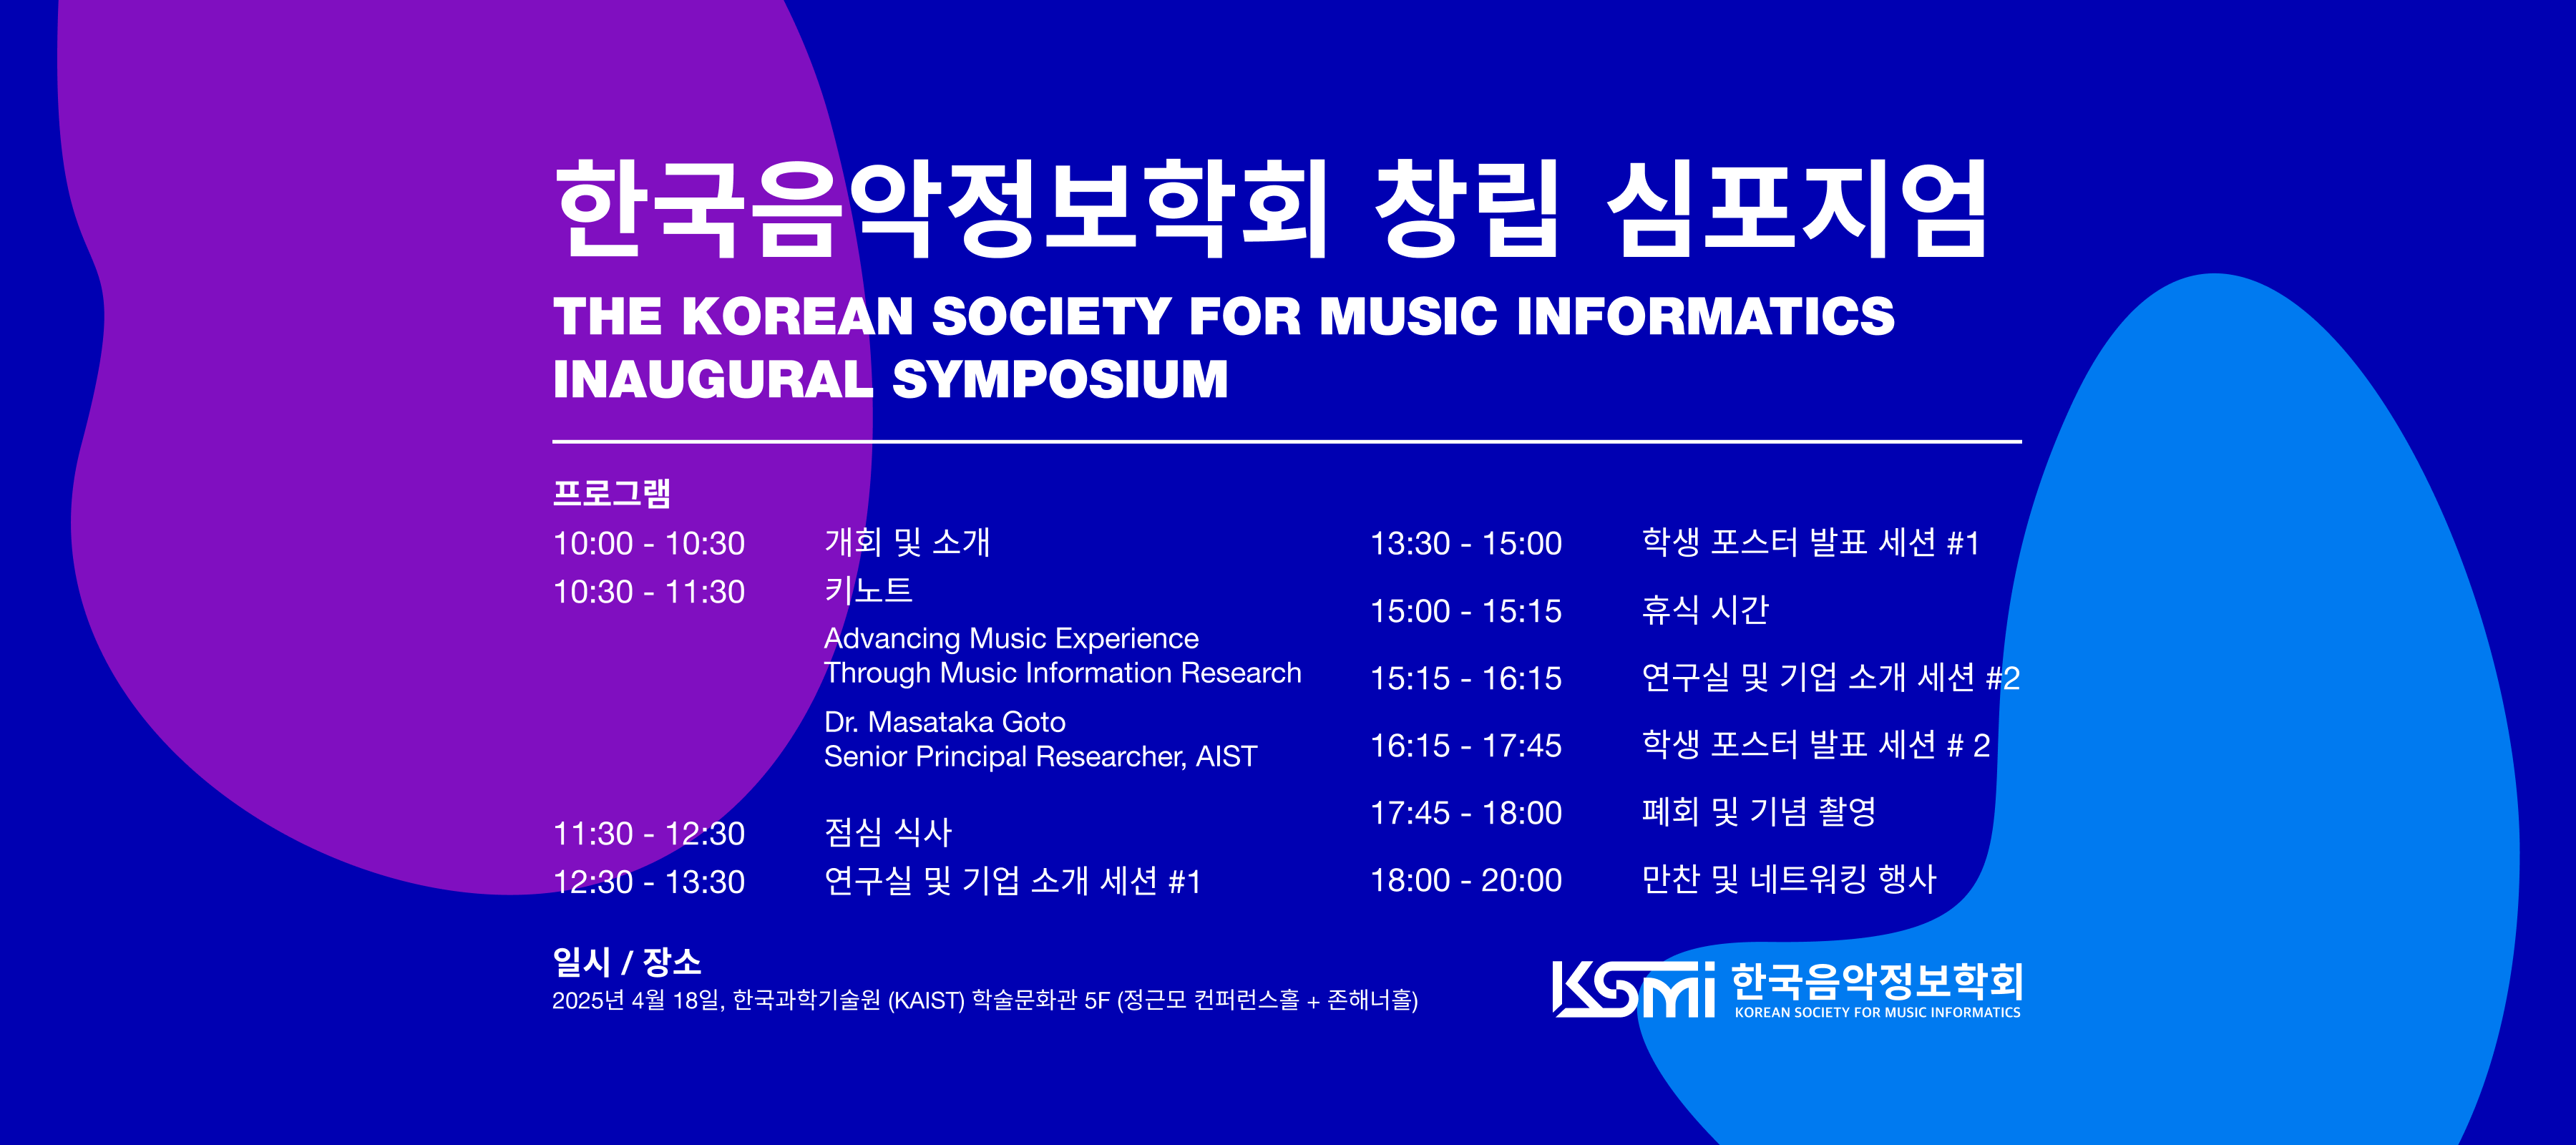 한국음악정보학회 창립 심포지엄
THE KOREAN SOCIETY FOR MUSIC INFORMATICS
INAUGURAL SYMPOSIUM
프로그램
10:00 - 10:30 개회 및 소개
10:30 - 11:30 키노트
Advancing Music Experience
Through Music Information Research
Dr. Masataka Goto
Senior Principal Researcher, AIST
11:30 - 12:30 점심 식사
12:30 - 13:30 연구실 및 기업 소개 세션 #1
13:30 - 15:00 학생 포스터 발표 세션 #1
15:00 - 15:15 휴식 시간
15:15 - 16:15 연구실 및 기업 소개 세션 #2
16:15 - 17:45 학생 포스터 발표 세션 # 2
17:45 - 18:00 폐회 및 기념 촬영
18:00 - 20:00 만찬 및 네트워킹 행사
일시 / 장소
2025년 4월 18일, 한국과학기술원 (KAIST) 학술문화관 5F (정근모 컨퍼런스홀 + 존해너홀)
KSMI 한국음악정보학회
KOREAN SOCIETY FOR MUSIC INFORMATICS